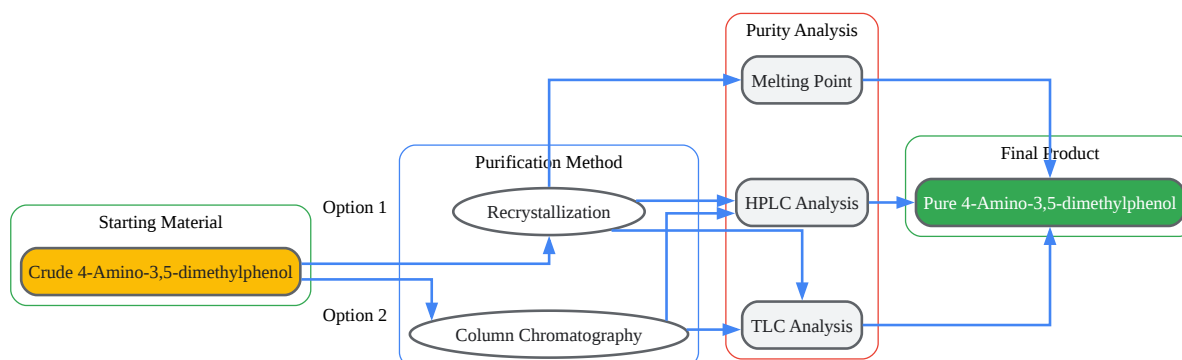 Starting Material
Crude 4-Amino-3,5-dimethylphenol
Option 1
Option 2
Purification Method
Recrystallization
Column Chromatography
Purity Analysis
Melting Point
HPLC Analysis
TLC Analysis
Final Product
Pure 4-Amino-3,5-dimethylphenol